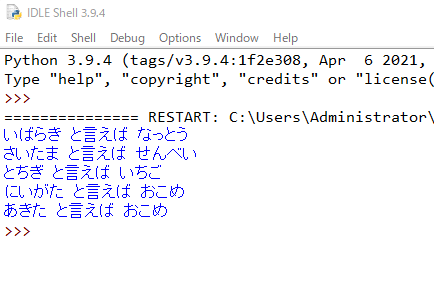 IDLE Shell 3.9.4
File Edit Shell Debug Options Window Help
Python 3.9.4 (tags/v3.9.4:1f2e308, Apr  6 2021,
Type "help", "copyright", "credits" or "license(
>>>
=============== RESTART: C:\Users\Administrator\
いばらき と言えば なっとう
さいたま と言えば せんべい
とちぎ と言えば いちご
にいがた と言えば おこめ
あきた と言えば おこめ
>>>